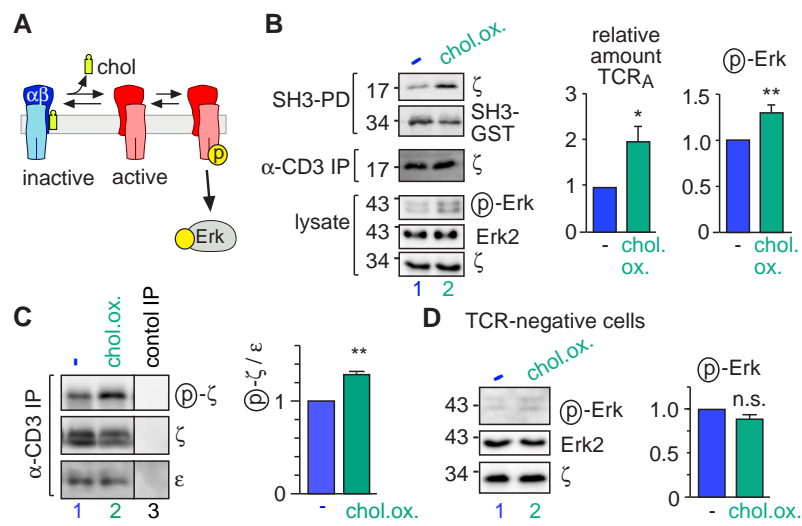 A
αβ
chol
inactive
active
p
Erk
B
-
chol.ox.
SH3-PD
17
ζ
34
SH3-
GST
α-CD3 IP
17
ζ
lysate
43
p-Erk
43
Erk2
34
ζ
1
2
relative
amount
TCRA
3
2
1
0
*
-
chol.
ox.
p-Erk
1.5
1.0
0.5
0
**
-
chol.
ox.
C
-
chol.ox.
contol IP
α-CD3 IP
p-ζ
ζ
ε
1
2
3
p-ζ / ε
1
0
**
-
chol.ox.
D
TCR-negative cells
-
chol.ox.
43
p-Erk
43
Erk2
34
ζ
1
2
p-Erk
1.0
0.5
0
n.s.
-
chol.ox.